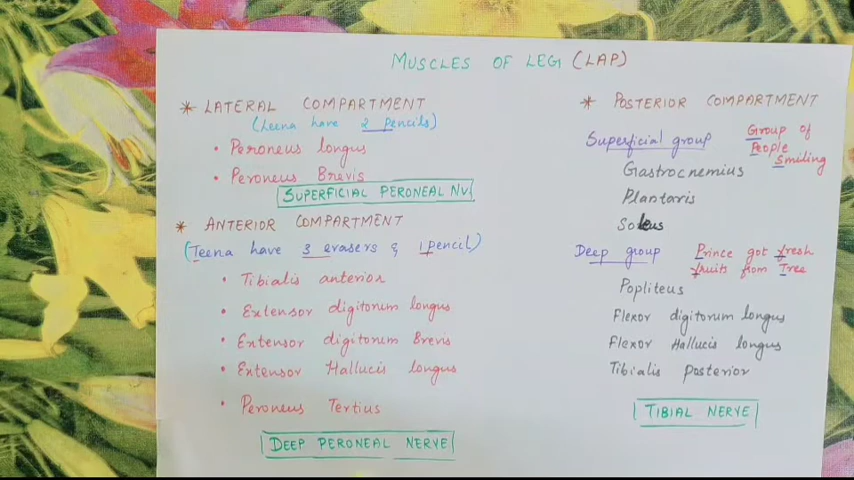 MUSCLES OF LEG (LAP)
* LATERAL COMPARTMENT
(Leena have 2 pencils)
• Peroneus longus
• Peroneus Brevis
SUPERFICIAL PERONEAL NV
* ANTERIOR COMPARTMENT
(Teena have 3 erasers & 1 pencil)
• Tibialis anterior
• Extensor digitorum longus
• Extensor digitorum Brevis
• Extensor Hallucis longus
• Peroneus Tertius
DEEP PERONEAL NERVE
* POSTERIOR COMPARTMENT
Superficial group
Group of
People
Smiling
Gastrocnemius
Plantaris
Soleus
Deep group
Prince got fresh
fruits from Tree
Popliteus
Flexor digitorum longus
Flexor Hallucis longus
Tibialis posterior
TIBIAL NERVE